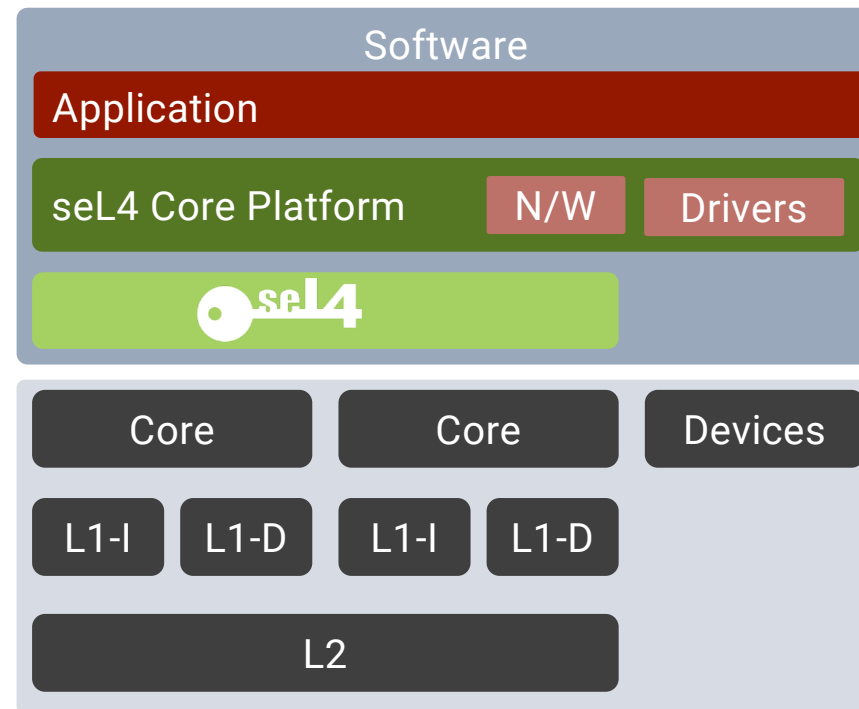 Software
Application
seL4 Core Platform N/W Drivers
seL4
Core Core Devices
L1-I L1-D L1-I L1-D
L2